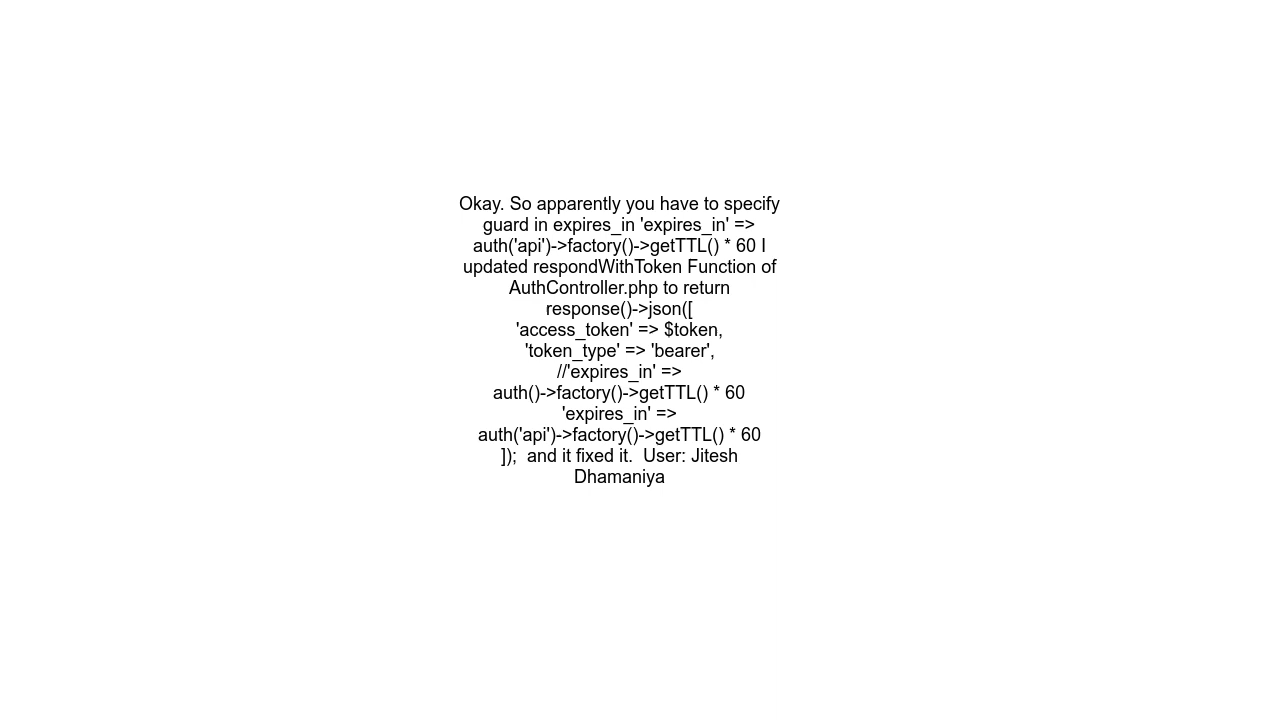 Okay. So apparently you have to specify
guard in expires_in 'expires_in' =>
auth('api')->factory()->getTTL() * 60 I
updated respondWithToken Function of
AuthController.php to return
response()->json([
'access_token' => $token,
'token_type' => 'bearer',
//'expires_in' =>
auth()->factory()->getTTL() * 60
'expires_in' =>
auth('api')->factory()->getTTL() * 60
]);  and it fixed it.  User: Jitesh
Dhamaniya